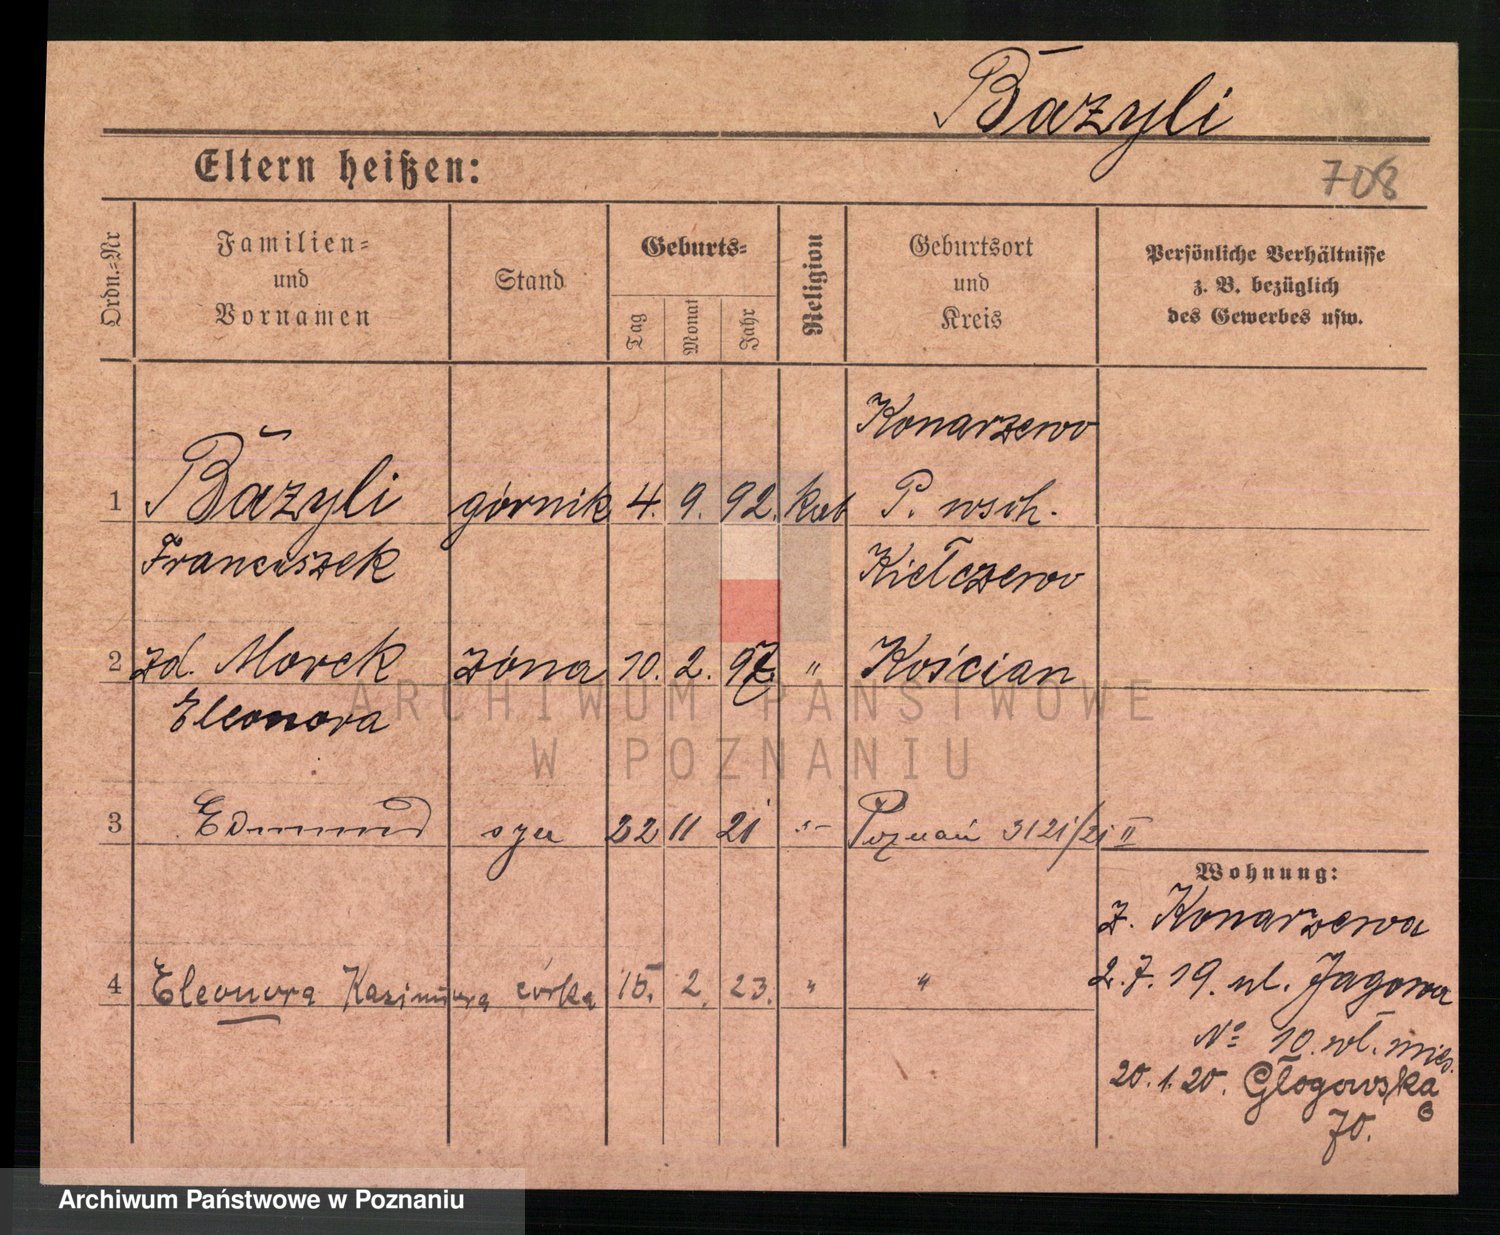 Bazyli
Eltern heißen:
708
Ordn.=Nr
Familien=
und
Vornamen
Stand
Geburts=
Tag
Monat
Jahr
Religion
Geburtsort
und
Kreis
Persönliche Verhältnisse
z. B. bezüglich
des Gewerbes usw.
Konarzewo
1 Bazyli górnik 4. 9. 92. kat P. wsch.
Franciszek Kiełczewo
2 zd. Morek żona 10. 2. 97 " Kościan
Eleonora
3 Edmund syn 22 11 21 Poznań 3121/21 II
Wohnung:
z. Konarzewa
4 Eleonora Kazimiera córka 15. 2. 23. " "
2.7.19. ul. Jagowa
No 10. wł. mies.
20.1.20. Głogowska
70.
ARCHIWUM PAŃSTWOWE
W POZNANIU
Archiwum Państwowe w Poznaniu